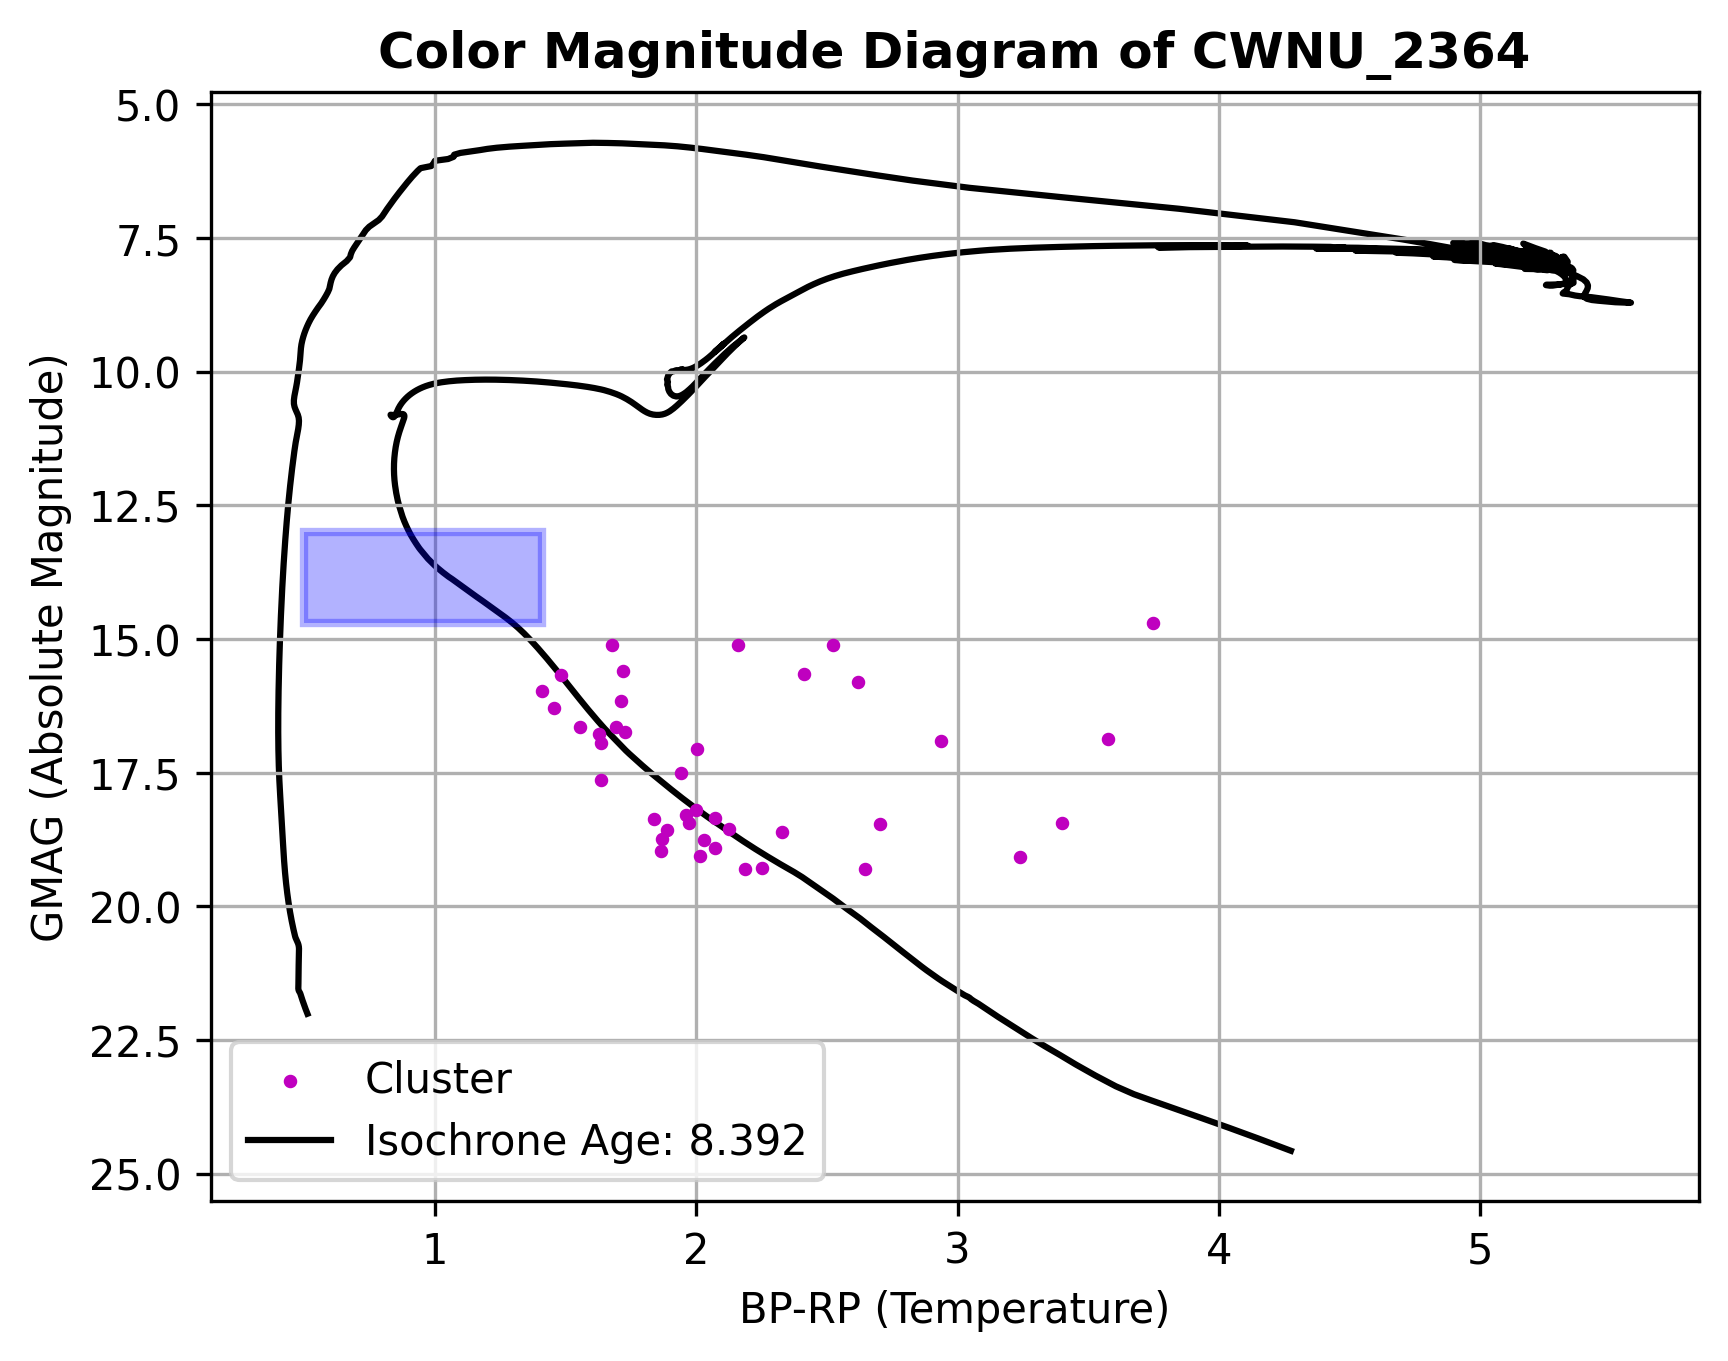 Color Magnitude Diagram of CWNU_2364
GMAG (Absolute Magnitude)
5.0
7.5
10.0
12.5
15.0
17.5
20.0
22.5
25.0
Cluster
Isochrone Age: 8.392
1 2 3 4 5
BP-RP (Temperature)